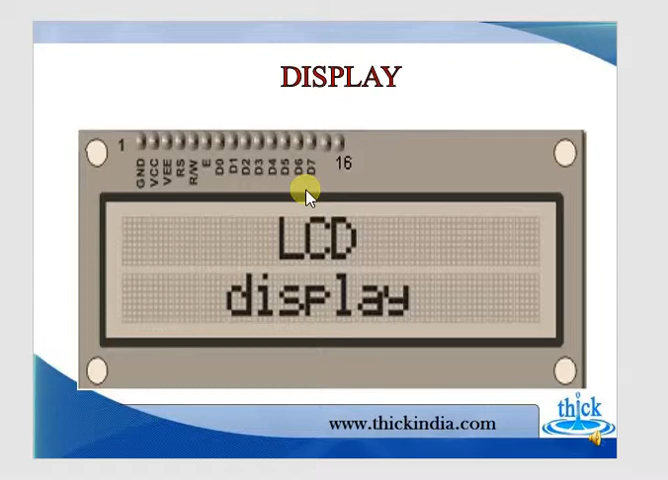 DISPLAY
1
16
GND
VCC
VEE
RS
R/W
E
D0
D1
D2
D3
D4
D5
D6
D7
LCD
display
www.thickindia.com
thick